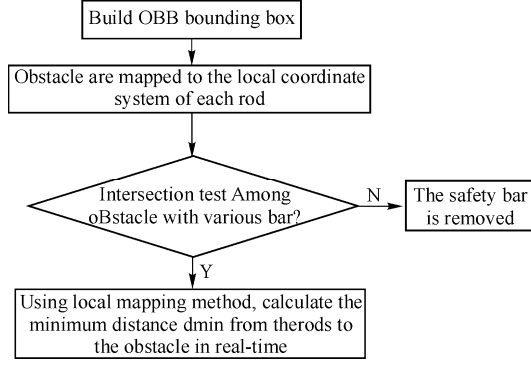 Build OBB bounding box
Obstacle are mapped to the local coordinate
system of each rod
Intersection test Among
oBstacle with various bar?
N
The safety bar
is removed
Y
Using local mapping method, calculate the
minimum distance dmin from therods to
the obstacle in real-time